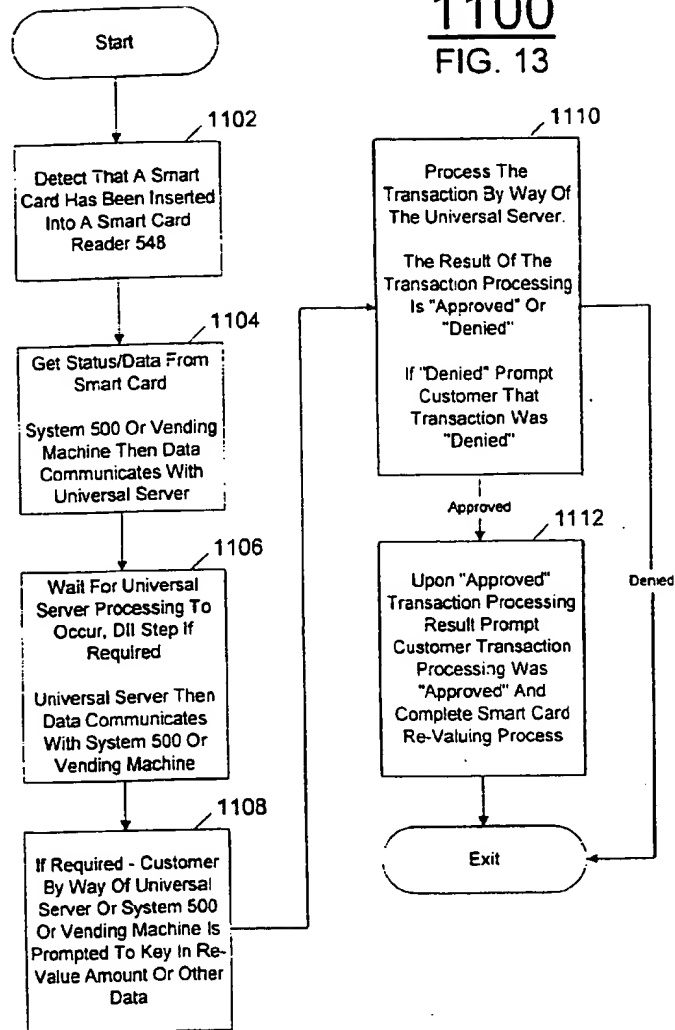 1100
FIG. 13
Start
1102
Detect That A Smart
Card Has Been Inserted
Into A Smart Card
Reader 548
1104
Get Status/Data From
Smart Card
System 500 Or Vending
Machine Then Data
Communicates With
Universal Server
1106
Wait For Universal
Server Processing To
Occur, DII Step If
Required
Universal Server Then
Data Communicates
With System 500 Or
Vending Machine
1108
If Required - Customer
By Way Of Universal
Server Or System 500
Or Vending Machine Is
Prompted To Key In Re-
Value Amount Or Other
Data
1110
Process The
Transaction By Way Of
The Universal Server.
The Result Of The
Transaction Processing
Is "Approved" Or
"Denied"
If "Denied" Prompt
Customer That
Transaction Was
"Denied"
Approved
Denied
1112
Upon "Approved"
Transaction Processing
Result Prompt
Customer Transaction
Processing Was
"Approved" And
Complete Smart Card
Re-Valuing Process
Exit